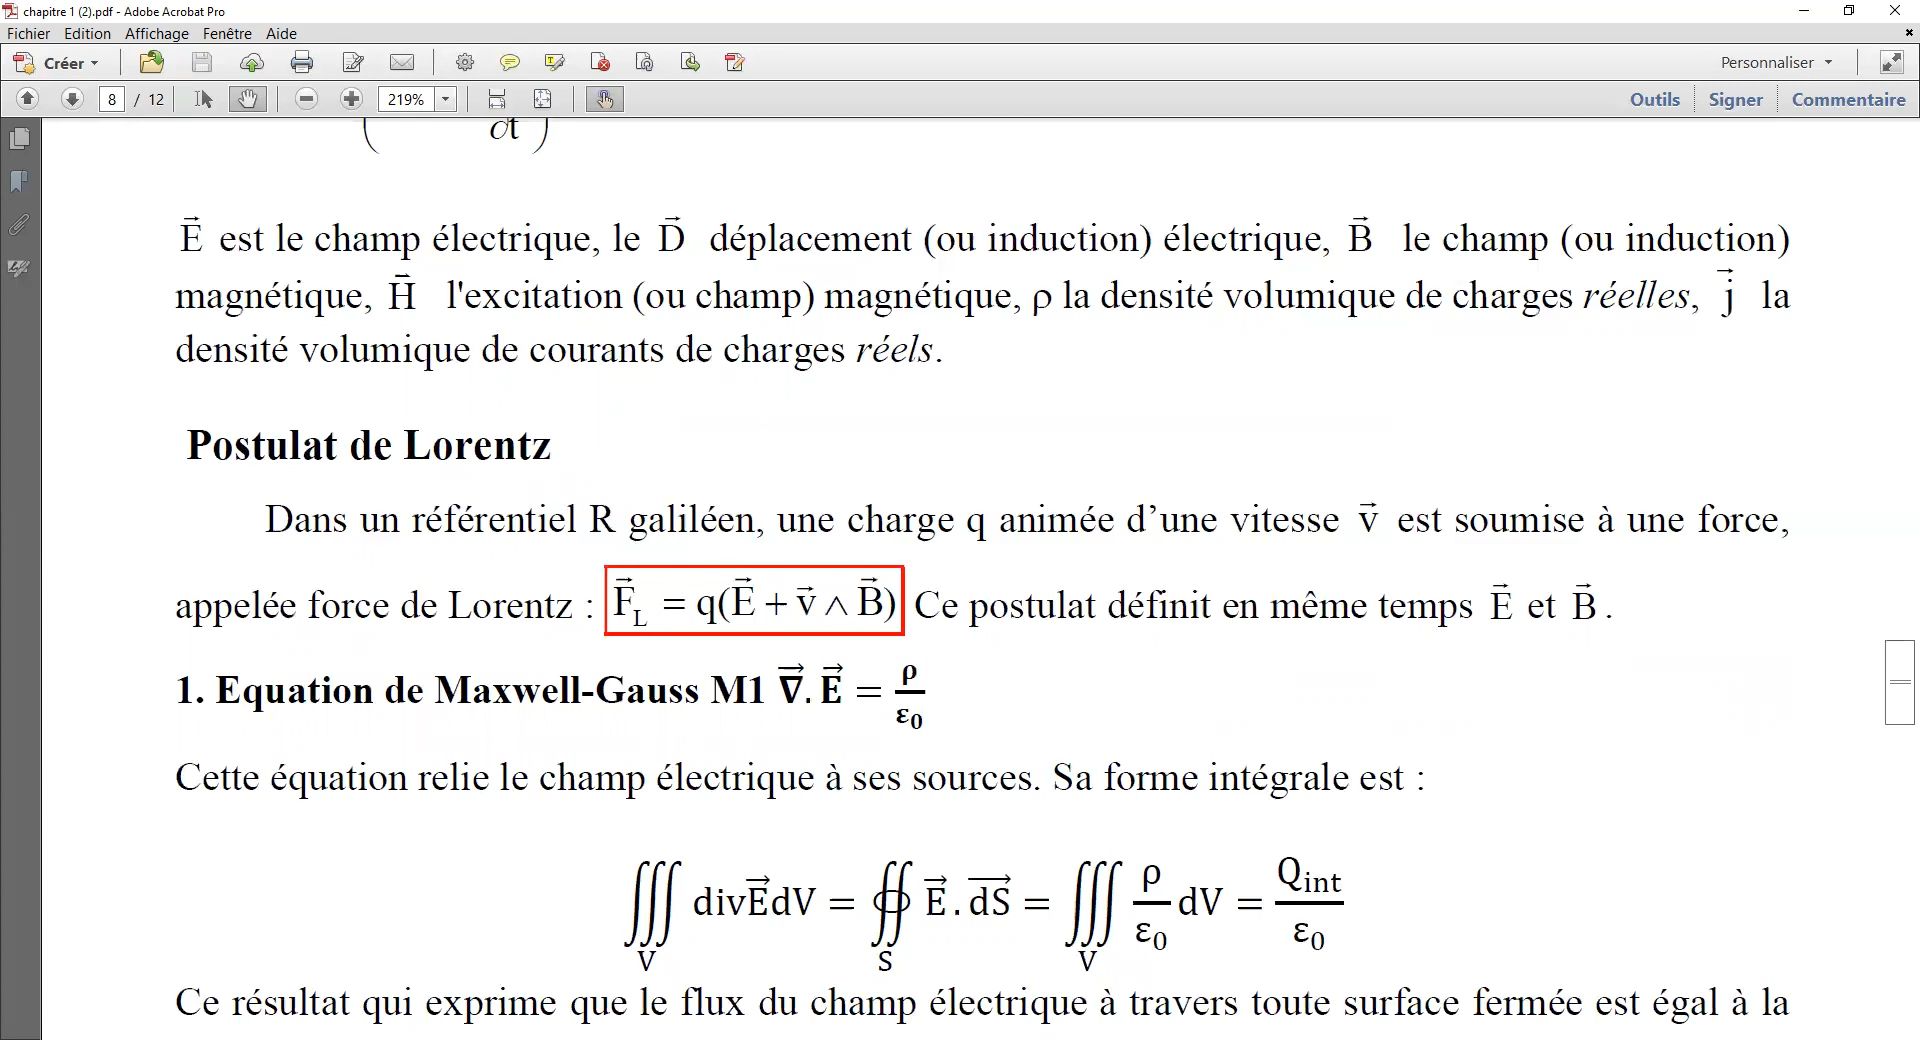 chapitre 1 (2).pdf - Adobe Acrobat Pro
Fichier Edition Affichage Fenêtre Aide
Créer Personnaliser
8 / 12 219% Outils Signer Commentaire
∂t
E⃗ est le champ électrique, le D⃗ déplacement (ou induction) électrique, B⃗ le champ (ou induction)
magnétique, H⃗ l'excitation (ou champ) magnétique, ρ la densité volumique de charges réelles, j⃗ la
densité volumique de courants de charges réels.
Postulat de Lorentz
Dans un référentiel R galiléen, une charge q animée d’une vitesse v⃗ est soumise à une force,
appelée force de Lorentz : F⃗_L = q(E⃗ + v⃗ ∧ B⃗) Ce postulat définit en même temps E⃗ et B⃗ .
1. Equation de Maxwell-Gauss M1 ∇⃗. E⃗ = ρ/ε₀
Cette équation relie le champ électrique à ses sources. Sa forme intégrale est :
∭_V divE⃗dV = ∯_S E⃗ . dS⃗ = ∭_V ρ/ε₀ dV = Q_int/ε₀
Ce résultat qui exprime que le flux du champ électrique à travers toute surface fermée est égal à la